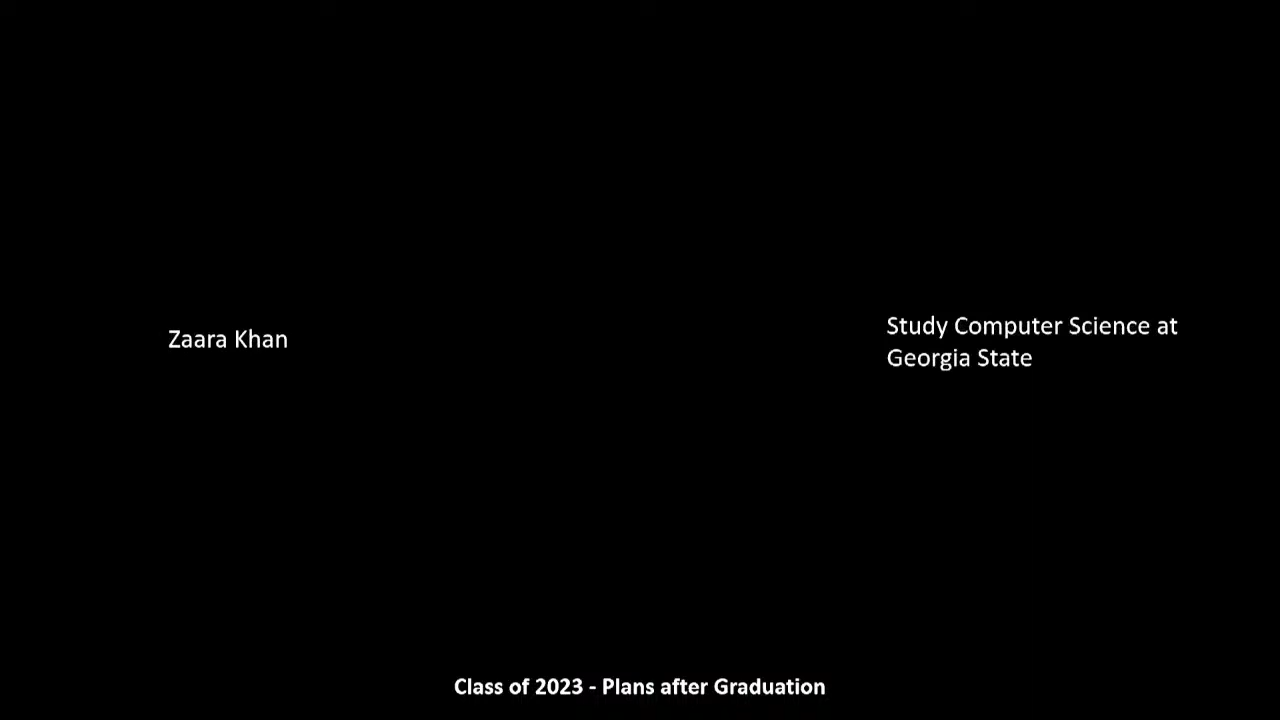 Zaara Khan
Study Computer Science at
Georgia State
Class of 2023 - Plans after Graduation